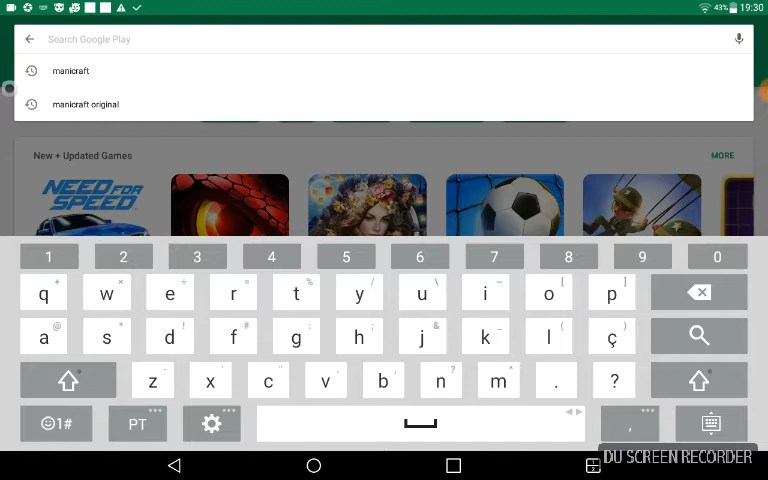 43% 19:30
Search Google Play
manicraft
manicraft original
New + Updated Games MORE
NEED FOR
SPEED
1 2 3 4 5 6 7 8 9 0
q + w × e ÷ r = t % y / u \ i ~ o [ p ]
a @ s * d ! f # g : h ; j & k _ l ( ç )
z - x ' c " v . b , n ? m ^ . ?
1# PT ,
DU SCREEN RECORDER